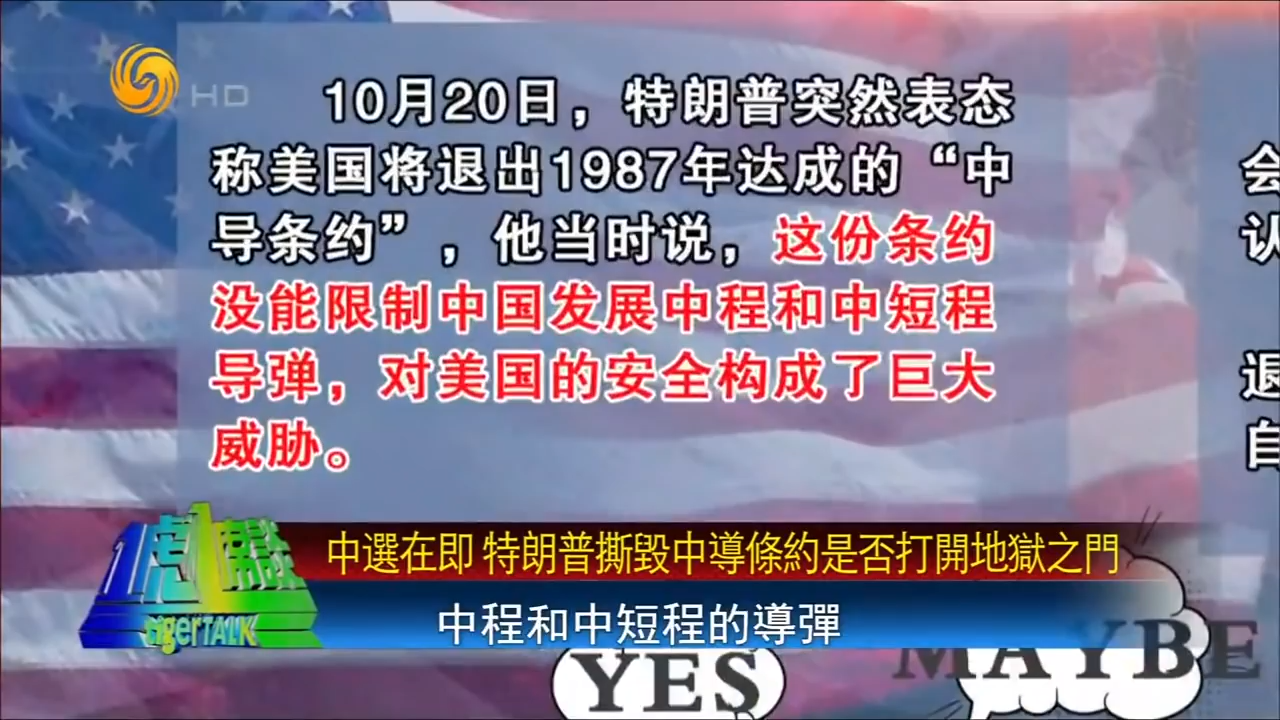 HD
10月20日，特朗普突然表态
称美国将退出1987年达成的“中
导条约”，他当时说，这份条约
没能限制中国发展中程和中短程
导弹，对美国的安全构成了巨大
威胁。
会
认
退
自
中選在即 特朗普撕毀中導條約是否打開地獄之門
一虎一席談
tigerTALK
中程和中短程的導彈
YES
MAYBE